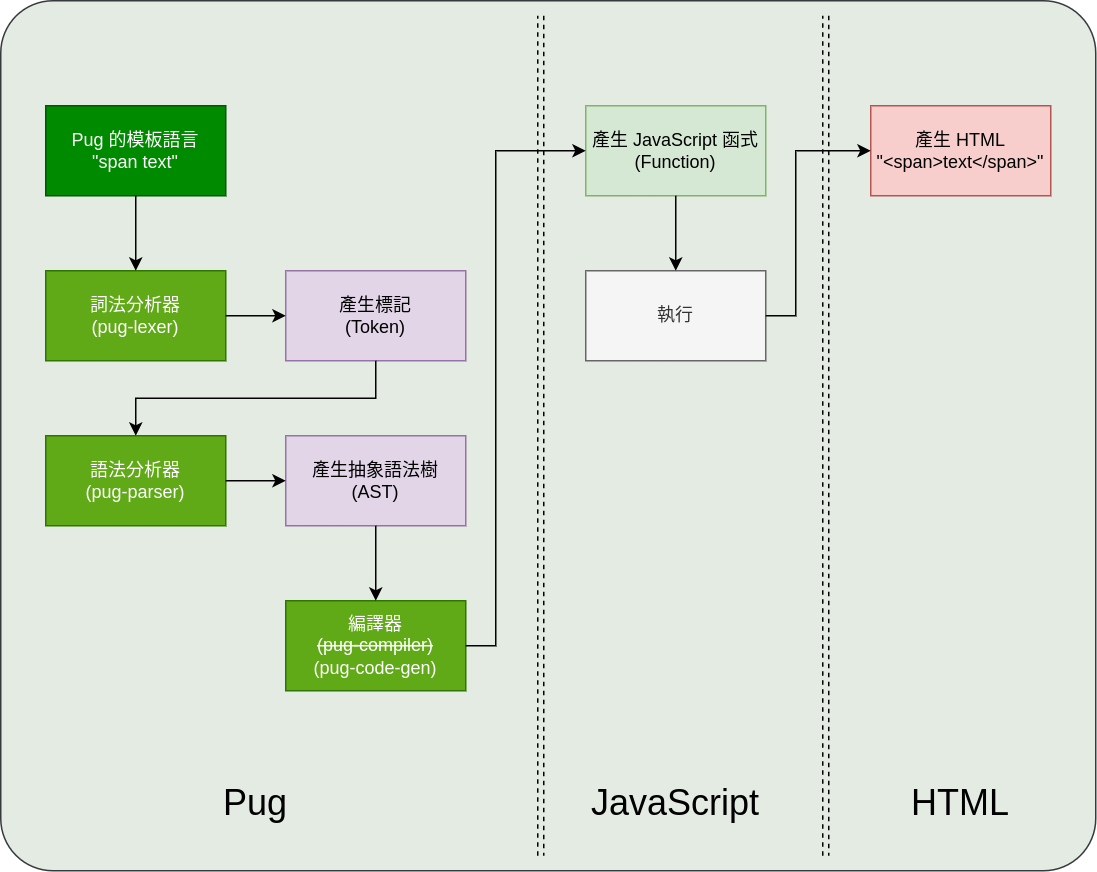 Pug 的模板語言
"span text"
詞法分析器
(pug-lexer)
產生標記
(Token)
語法分析器
(pug-parser)
產生抽象語法樹
(AST)
編譯器
(pug-compiler)
(pug-code-gen)
產生 JavaScript 函式
(Function)
執行
產生 HTML
"<span>text</span>"
Pug
JavaScript
HTML